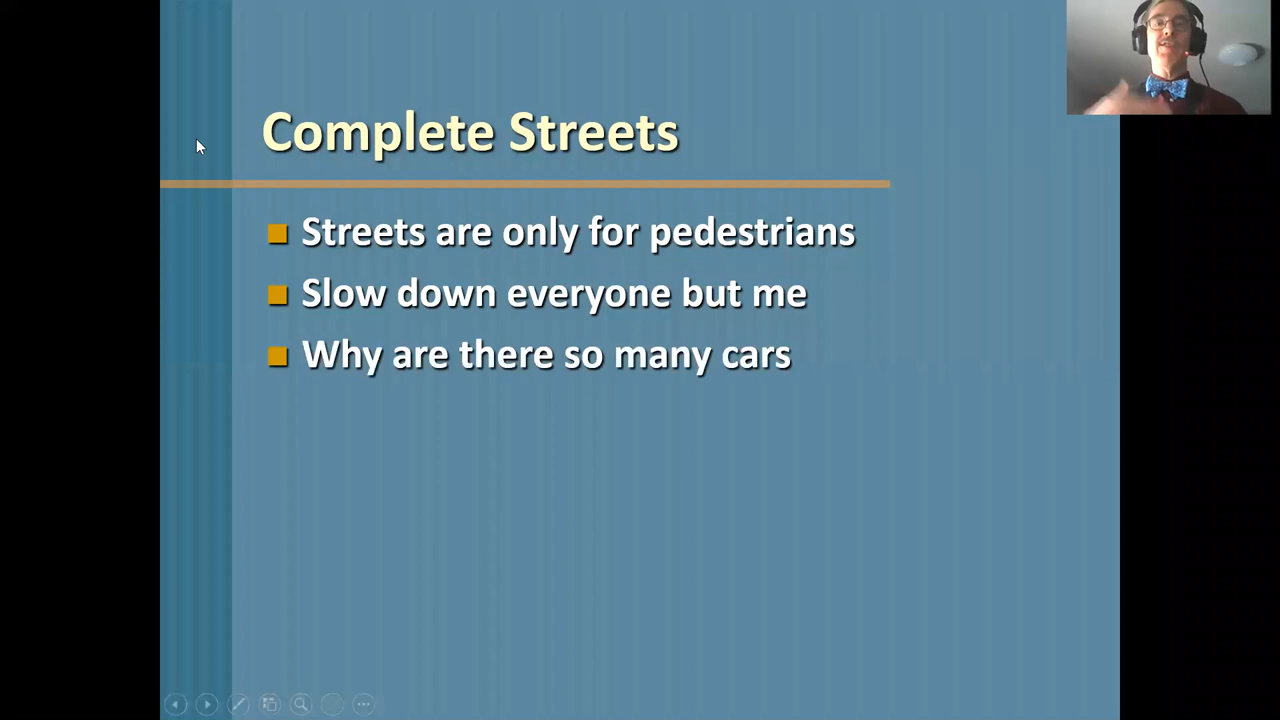 Complete Streets
Streets are only for pedestrians
Slow down everyone but me
Why are there so many cars